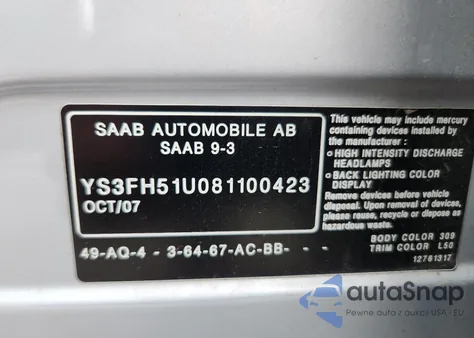 SAAB AUTOMOBILE AB
SAAB 9-3
YS3FH51U081100423
OCT/07
49-AQ-4 - 3-64-67-AC-BB- - -
This vehicle may include mercury
containing devices installed by
the manufacturer :
○HIGH INTENSITY DISCHARGE
HEADLAMPS
○BACK LIGHTING COLOR
DISPLAY
Remove devices before vehicle
disposal. Upon removal of devices,
please reuse, recycle or dispose as
hazardous waste.
BODY COLOR 309
TRIM COLOR L50
12761317
autoSnap
Pewne auta z aukcji USA - EU